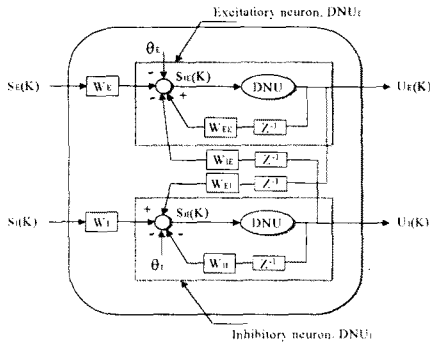 Excitatory neuron, DNUE
θE
SE(K)
WE
SIE(K)
DNU
UE(K)
WEE
Z-1
WIE
Z-1
WEI
Z-1
SI(K)
WI
SII(K)
DNU
UI(K)
θI
WII
Z-1
Inhibitory neuron, DNUI